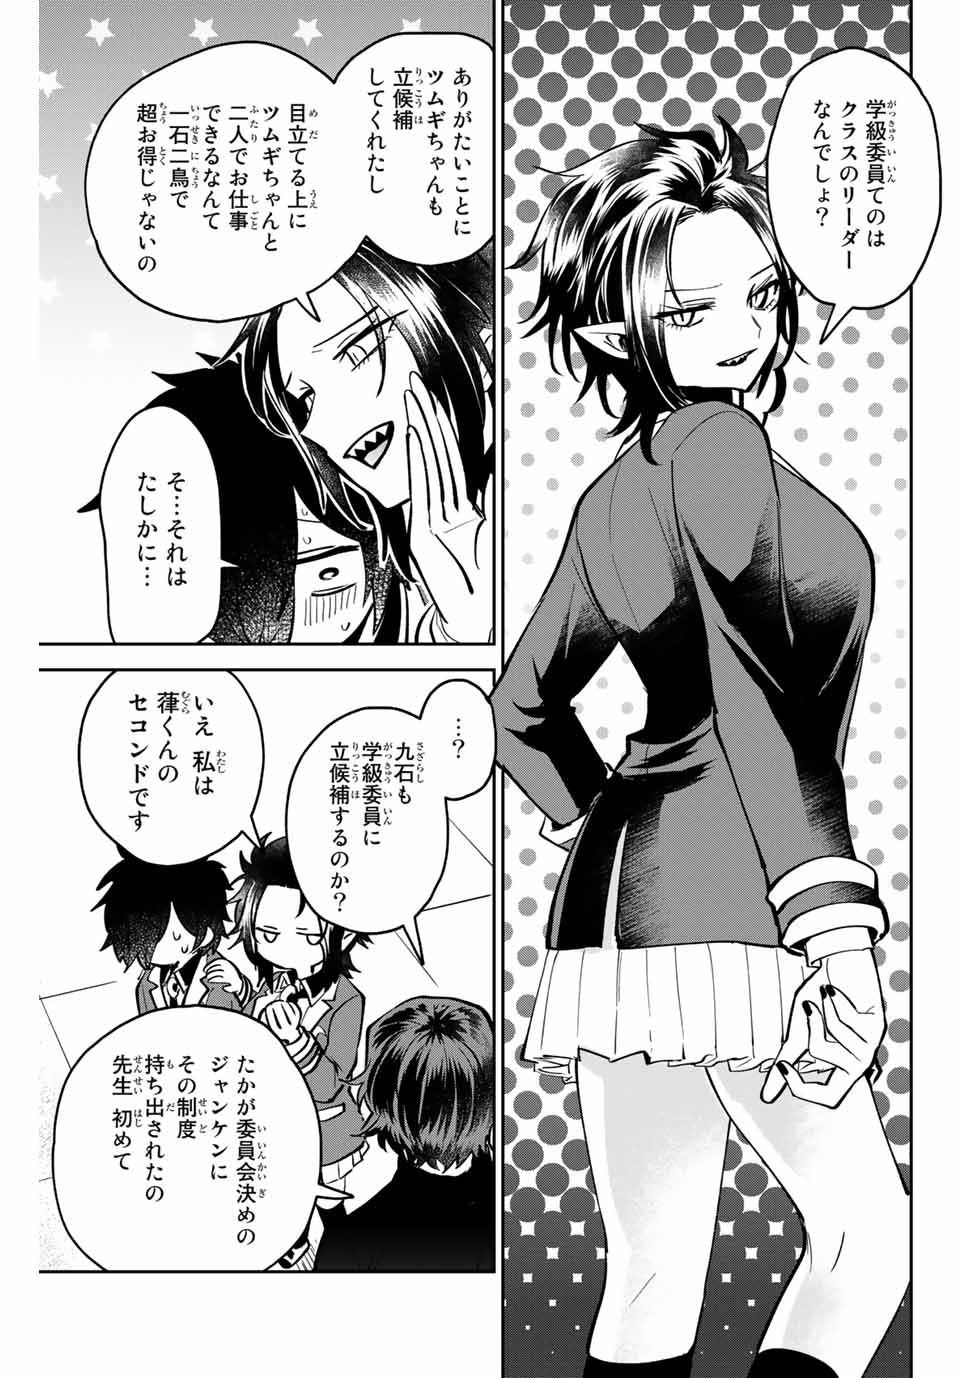 学級委員てのは
クラスのリーダー
なんでしょ？
ありがたいことに
ツムギちゃんも
立候補
してくれたし
目立てる上に
ツムギちゃんと
二人でお仕事
できるなんて
一石二鳥で
超お得じゃないの
そ…それは
たしかに…
…？
九石も
学級委員に
立候補するのか？
いえ 私は
葎くんの
セコンドです
たかが委員会決めの
ジャンケンに
その制度
持ち出されたの
先生 初めて